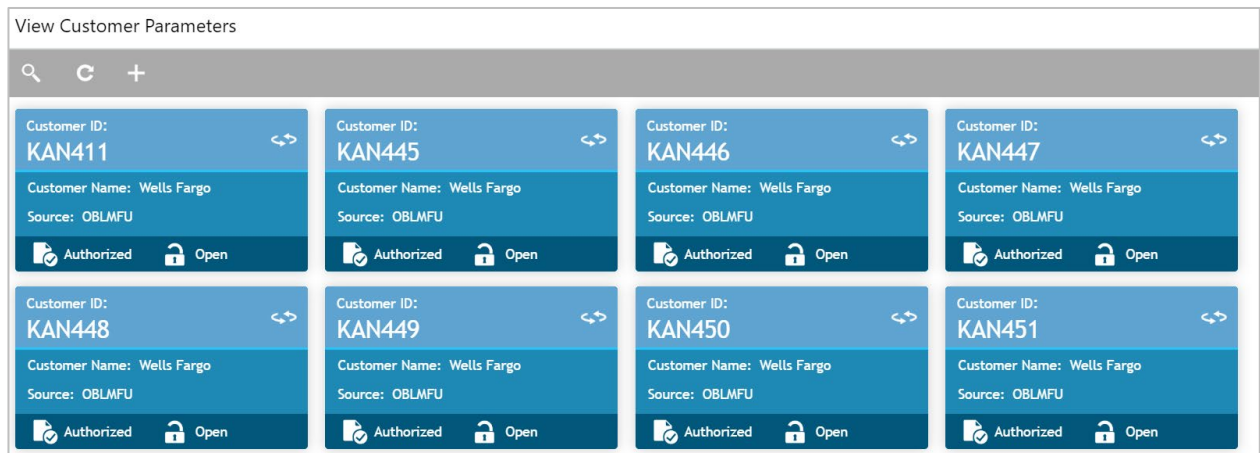 View Customer Parameters
Customer ID:
KAN411
Customer Name: Wells Fargo
Source: OBLMFU
Authorized Open
Customer ID:
KAN445
Customer Name: Wells Fargo
Source: OBLMFU
Authorized Open
Customer ID:
KAN446
Customer Name: Wells Fargo
Source: OBLMFU
Authorized Open
Customer ID:
KAN447
Customer Name: Wells Fargo
Source: OBLMFU
Authorized Open
Customer ID:
KAN448
Customer Name: Wells Fargo
Source: OBLMFU
Authorized Open
Customer ID:
KAN449
Customer Name: Wells Fargo
Source: OBLMFU
Authorized Open
Customer ID:
KAN450
Customer Name: Wells Fargo
Source: OBLMFU
Authorized Open
Customer ID:
KAN451
Customer Name: Wells Fargo
Source: OBLMFU
Authorized Open